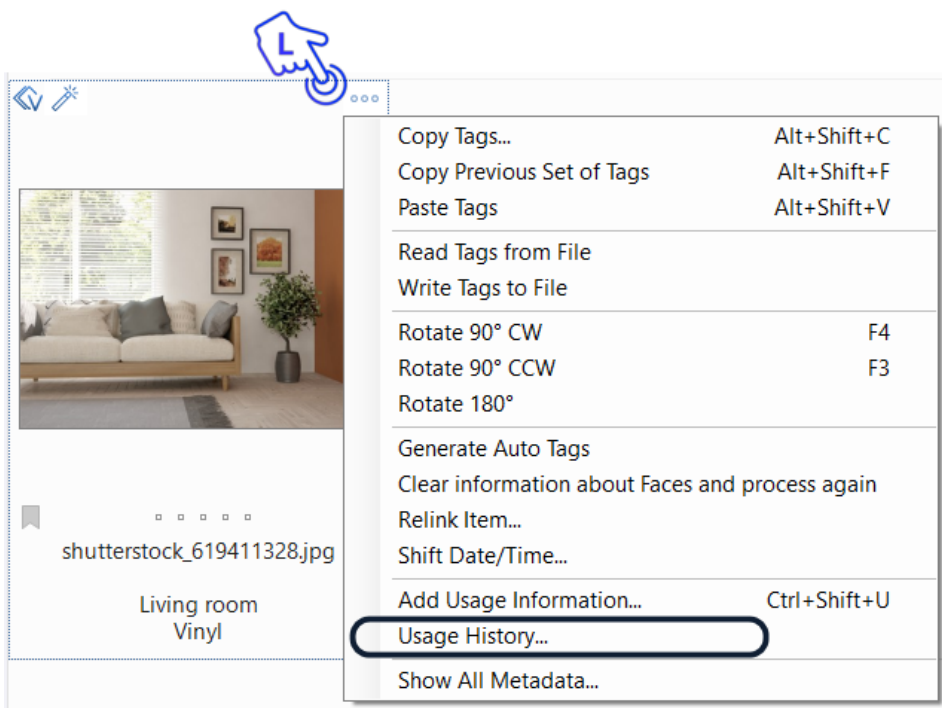 L
Copy Tags... Alt+Shift+C
Copy Previous Set of Tags Alt+Shift+F
Paste Tags Alt+Shift+V
Read Tags from File
Write Tags to File
Rotate 90° CW F4
Rotate 90° CCW F3
Rotate 180°
Generate Auto Tags
Clear information about Faces and process again
Relink Item...
Shift Date/Time...
Add Usage Information... Ctrl+Shift+U
Usage History...
Show All Metadata...
shutterstock_619411328.jpg
Living room
Vinyl